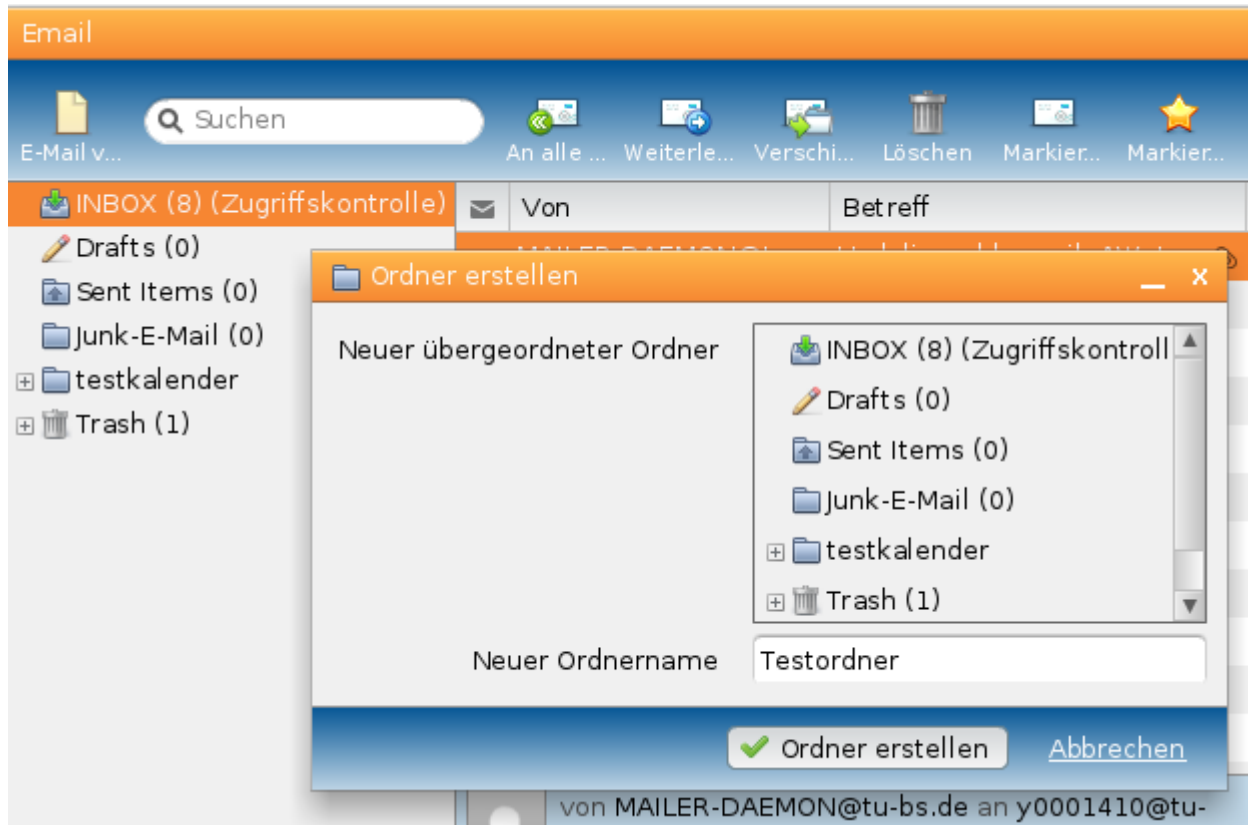 Email
Suchen
E-Mail v... An alle ... Weiterle... Verschi... Löschen Markier... Markier...
INBOX (8) (Zugriffskontrolle)
Drafts (0)
Sent Items (0)
Junk-E-Mail (0)
testkalender
Trash (1)
Von Betreff
Ordner erstellen
Neuer übergeordneter Ordner
INBOX (8) (Zugriffskontroll
Drafts (0)
Sent Items (0)
Junk-E-Mail (0)
testkalender
Trash (1)
Neuer Ordnername Testordner
Ordner erstellen Abbrechen
von MAILER-DAEMON@tu-bs.de an y0001410@tu-